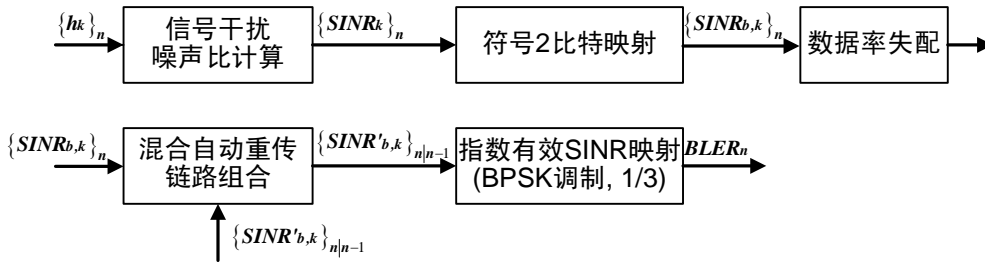 {hk}n
信号干扰
噪声比计算
{SINRk}n
符号2比特映射
{SINRb,k}n
数据率失配
{SINRb,k}n
混合自动重传
链路组合
{SINR'b,k}n|n−1
指数有效SINR映射
(BPSK调制, 1/3)
BLERn
{SINR'b,k}n|n−1